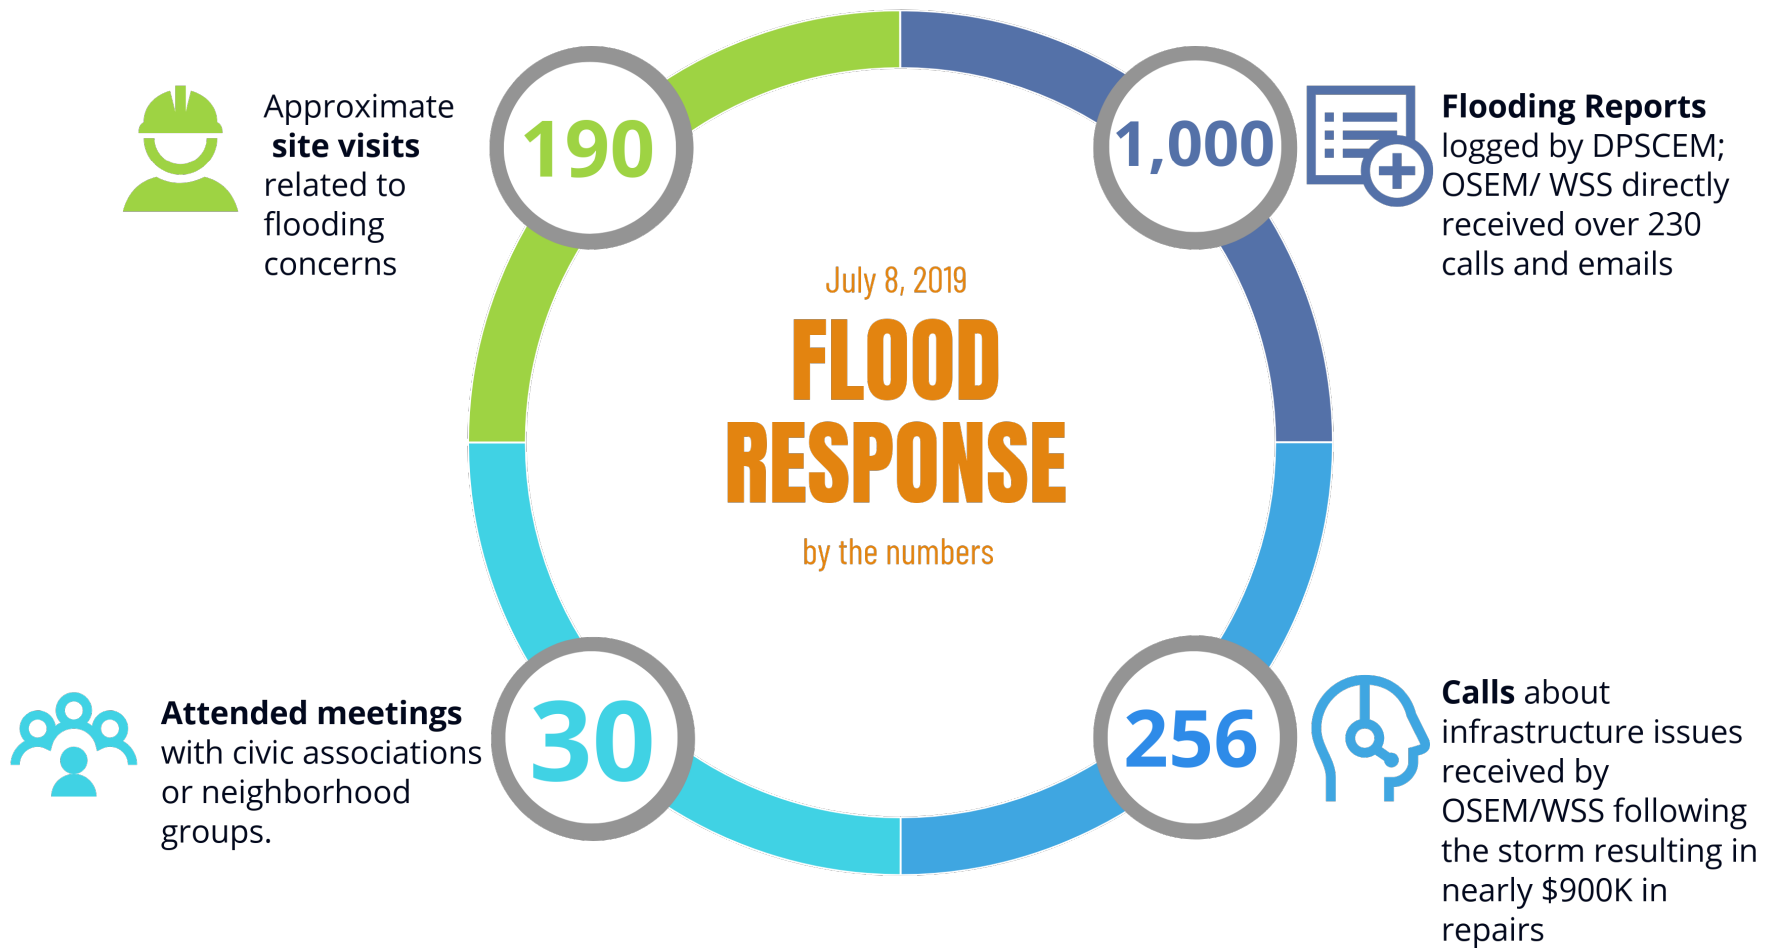 Approximate
site visits
related to
flooding
concerns
190
1,000
Flooding Reports
logged by DPSCEM;
OSEM/ WSS directly
received over 230
calls and emails
July 8, 2019
FLOOD
RESPONSE
by the numbers
Attended meetings
with civic associations
or neighborhood
groups.
30
256
Calls about
infrastructure issues
received by
OSEM/WSS following
the storm resulting in
nearly $900K in
repairs